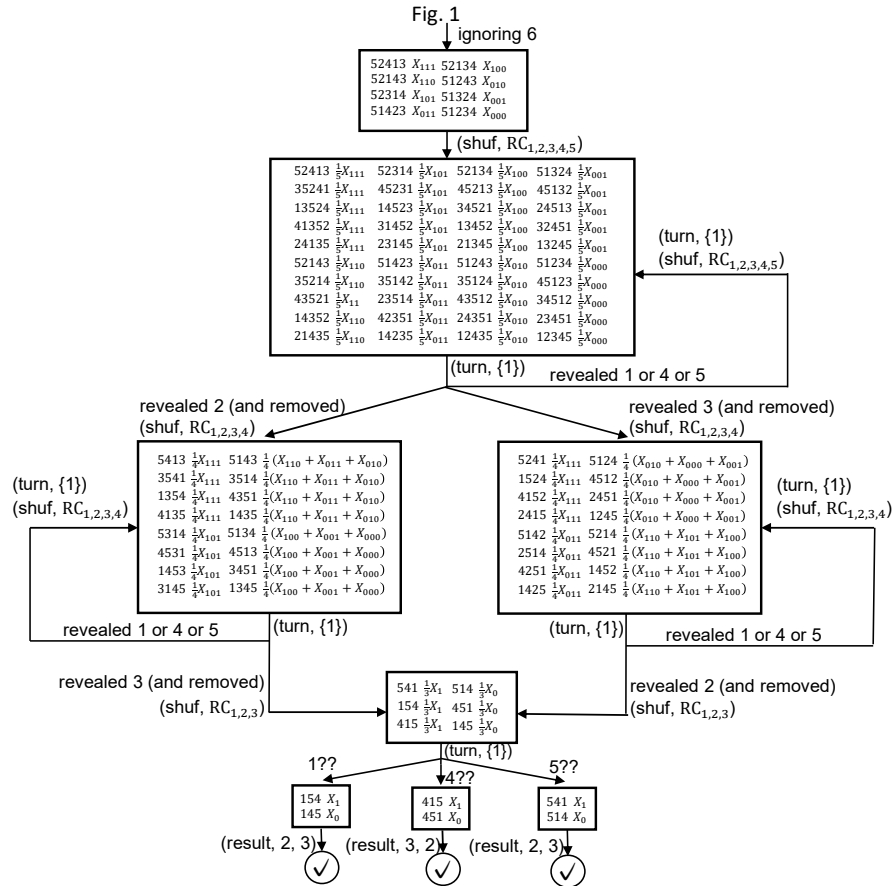 Fig. 1
ignoring 6
52413 X₁₁₁ 52134 X₁₀₀
52143 X₁₁₀ 51243 X₀₁₀
52314 X₁₀₁ 51324 X₀₀₁
51423 X₀₁₁ 51234 X₀₀₀
(shuf, RC₁,₂,₃,₄,₅)
52413 ⅕X₁₁₁ 52314 ⅕X₁₀₁ 52134 ⅕X₁₀₀ 51324 ⅕X₀₀₁
35241 ⅕X₁₁₁ 45231 ⅕X₁₀₁ 45213 ⅕X₁₀₀ 45132 ⅕X₀₀₁
13524 ⅕X₁₁₁ 14523 ⅕X₁₀₁ 34521 ⅕X₁₀₀ 24513 ⅕X₀₀₁
41352 ⅕X₁₁₁ 31452 ⅕X₁₀₁ 13452 ⅕X₁₀₀ 32451 ⅕X₀₀₁
24135 ⅕X₁₁₁ 23145 ⅕X₁₀₁ 21345 ⅕X₁₀₀ 13245 ⅕X₀₀₁
52143 ⅕X₁₁₀ 51423 ⅕X₀₁₁ 51243 ⅕X₀₁₀ 51234 ⅕X₀₀₀
35214 ⅕X₁₁₀ 35142 ⅕X₀₁₁ 35124 ⅕X₀₁₀ 45123 ⅕X₀₀₀
43521 ⅕X₁₁ 23514 ⅕X₀₁₁ 43512 ⅕X₀₁₀ 34512 ⅕X₀₀₀
14352 ⅕X₁₁₀ 42351 ⅕X₀₁₁ 24351 ⅕X₀₁₀ 23451 ⅕X₀₀₀
21435 ⅕X₁₁₀ 14235 ⅕X₀₁₁ 12435 ⅕X₀₁₀ 12345 ⅕X₀₀₀
(turn, {1})
(shuf, RC₁,₂,₃,₄,₅)
(turn, {1})
revealed 1 or 4 or 5
revealed 2 (and removed)
(shuf, RC₁,₂,₃,₄)
revealed 3 (and removed)
(shuf, RC₁,₂,₃,₄)
(turn, {1})
(shuf, RC₁,₂,₃,₄)
5413 ¼X₁₁₁ 5143 ¼(X₁₁₀ + X₀₁₁ + X₀₁₀)
3541 ¼X₁₁₁ 3514 ¼(X₁₁₀ + X₀₁₁ + X₀₁₀)
1354 ¼X₁₁₁ 4351 ¼(X₁₁₀ + X₀₁₁ + X₀₁₀)
4135 ¼X₁₁₁ 1435 ¼(X₁₁₀ + X₀₁₁ + X₀₁₀)
5314 ¼X₁₀₁ 5134 ¼(X₁₀₀ + X₀₀₁ + X₀₀₀)
4531 ¼X₁₀₁ 4513 ¼(X₁₀₀ + X₀₀₁ + X₀₀₀)
1453 ¼X₁₀₁ 3451 ¼(X₁₀₀ + X₀₀₁ + X₀₀₀)
3145 ¼X₁₀₁ 1345 ¼(X₁₀₀ + X₀₀₁ + X₀₀₀)
5241 ¼X₁₁₁ 5124 ¼(X₀₁₀ + X₀₀₀ + X₀₀₁)
1524 ¼X₁₁₁ 4512 ¼(X₀₁₀ + X₀₀₀ + X₀₀₁)
4152 ¼X₁₁₁ 2451 ¼(X₀₁₀ + X₀₀₀ + X₀₀₁)
2415 ¼X₁₁₁ 1245 ¼(X₀₁₀ + X₀₀₀ + X₀₀₁)
5142 ¼X₀₁₁ 5214 ¼(X₁₁₀ + X₁₀₁ + X₁₀₀)
2514 ¼X₀₁₁ 4521 ¼(X₁₁₀ + X₁₀₁ + X₁₀₀)
4251 ¼X₀₁₁ 1452 ¼(X₁₁₀ + X₁₀₁ + X₁₀₀)
1425 ¼X₀₁₁ 2145 ¼(X₁₁₀ + X₁₀₁ + X₁₀₀)
(turn, {1})
(shuf, RC₁,₂,₃,₄)
(turn, {1})
revealed 1 or 4 or 5
(turn, {1})
revealed 1 or 4 or 5
revealed 3 (and removed)
(shuf, RC₁,₂,₃)
541 ⅓X₁ 514 ⅓X₀
154 ⅓X₁ 451 ⅓X₀
415 ⅓X₁ 145 ⅓X₀
revealed 2 (and removed)
(shuf, RC₁,₂,₃)
(turn, {1})
1?? 4?? 5??
154 X₁
145 X₀
415 X₁
451 X₀
541 X₁
514 X₀
(result, 2, 3) (result, 3, 2) (result, 2, 3)